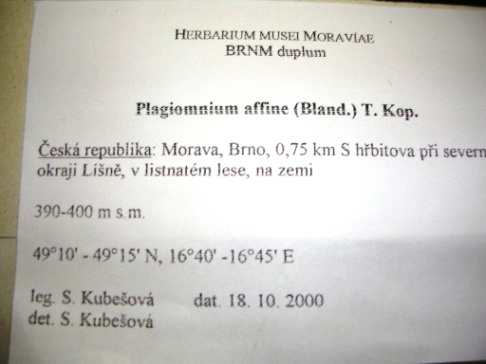 HERBARIUM MUSEI MORAVIAE
BRNM duplum
Plagiomnium affine (Bland.) T. Kop.
Česká republika: Morava, Brno, 0,75 km S hřbitova při severn
okraji Líšně, v listnatém lese, na zemi
390-400 m s.m.
49°10' - 49°15' N, 16°40' -16°45' E
leg. S. Kubešová dat. 18. 10. 2000
det. S. Kubešová